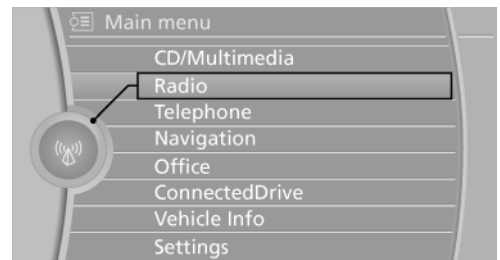 Main menu
CD/Multimedia
Radio
Telephone
Navigation
Office
ConnectedDrive
Vehicle Info
Settings